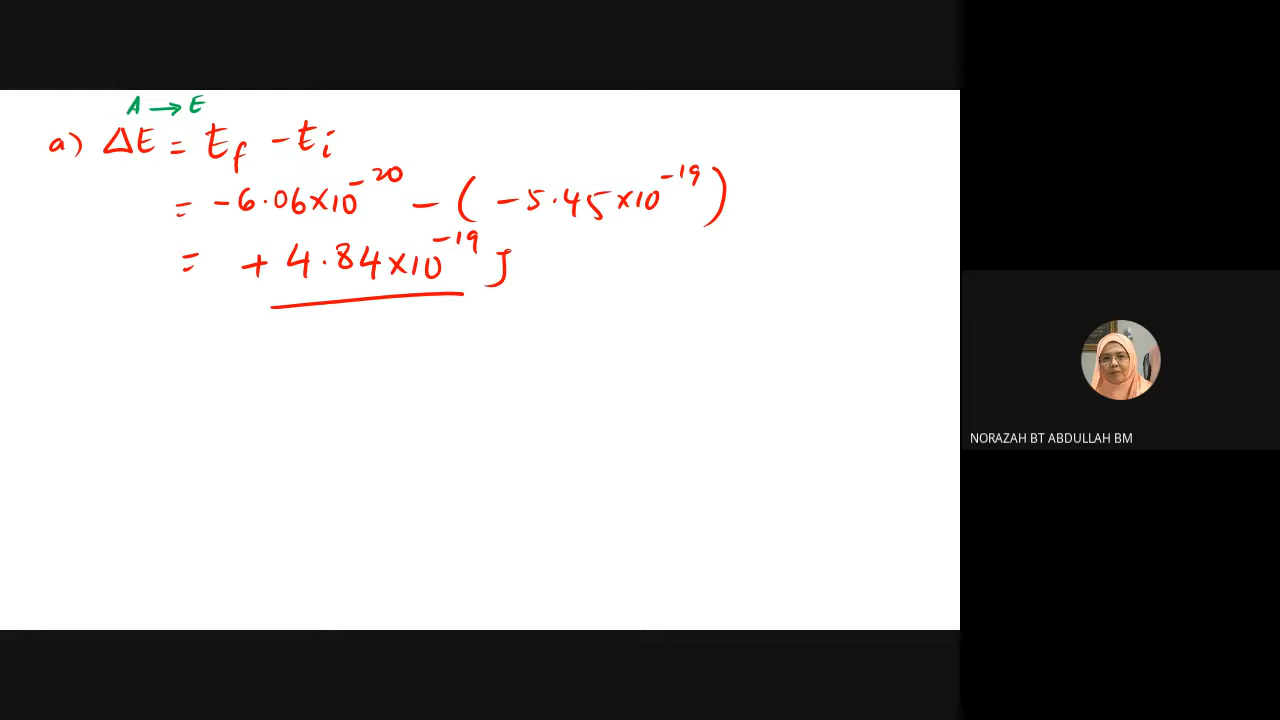 A → E
a) ΔE = Ef - Ei
= -6.06×10⁻²⁰ - (-5.45×10⁻¹⁹)
= +4.84×10⁻¹⁹ J
NORAZAH BT ABDULLAH BM